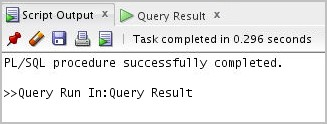 Script Output
Query Result
Task completed in 0.296 seconds
PL/SQL procedure successfully completed.
>>Query Run In:Query Result